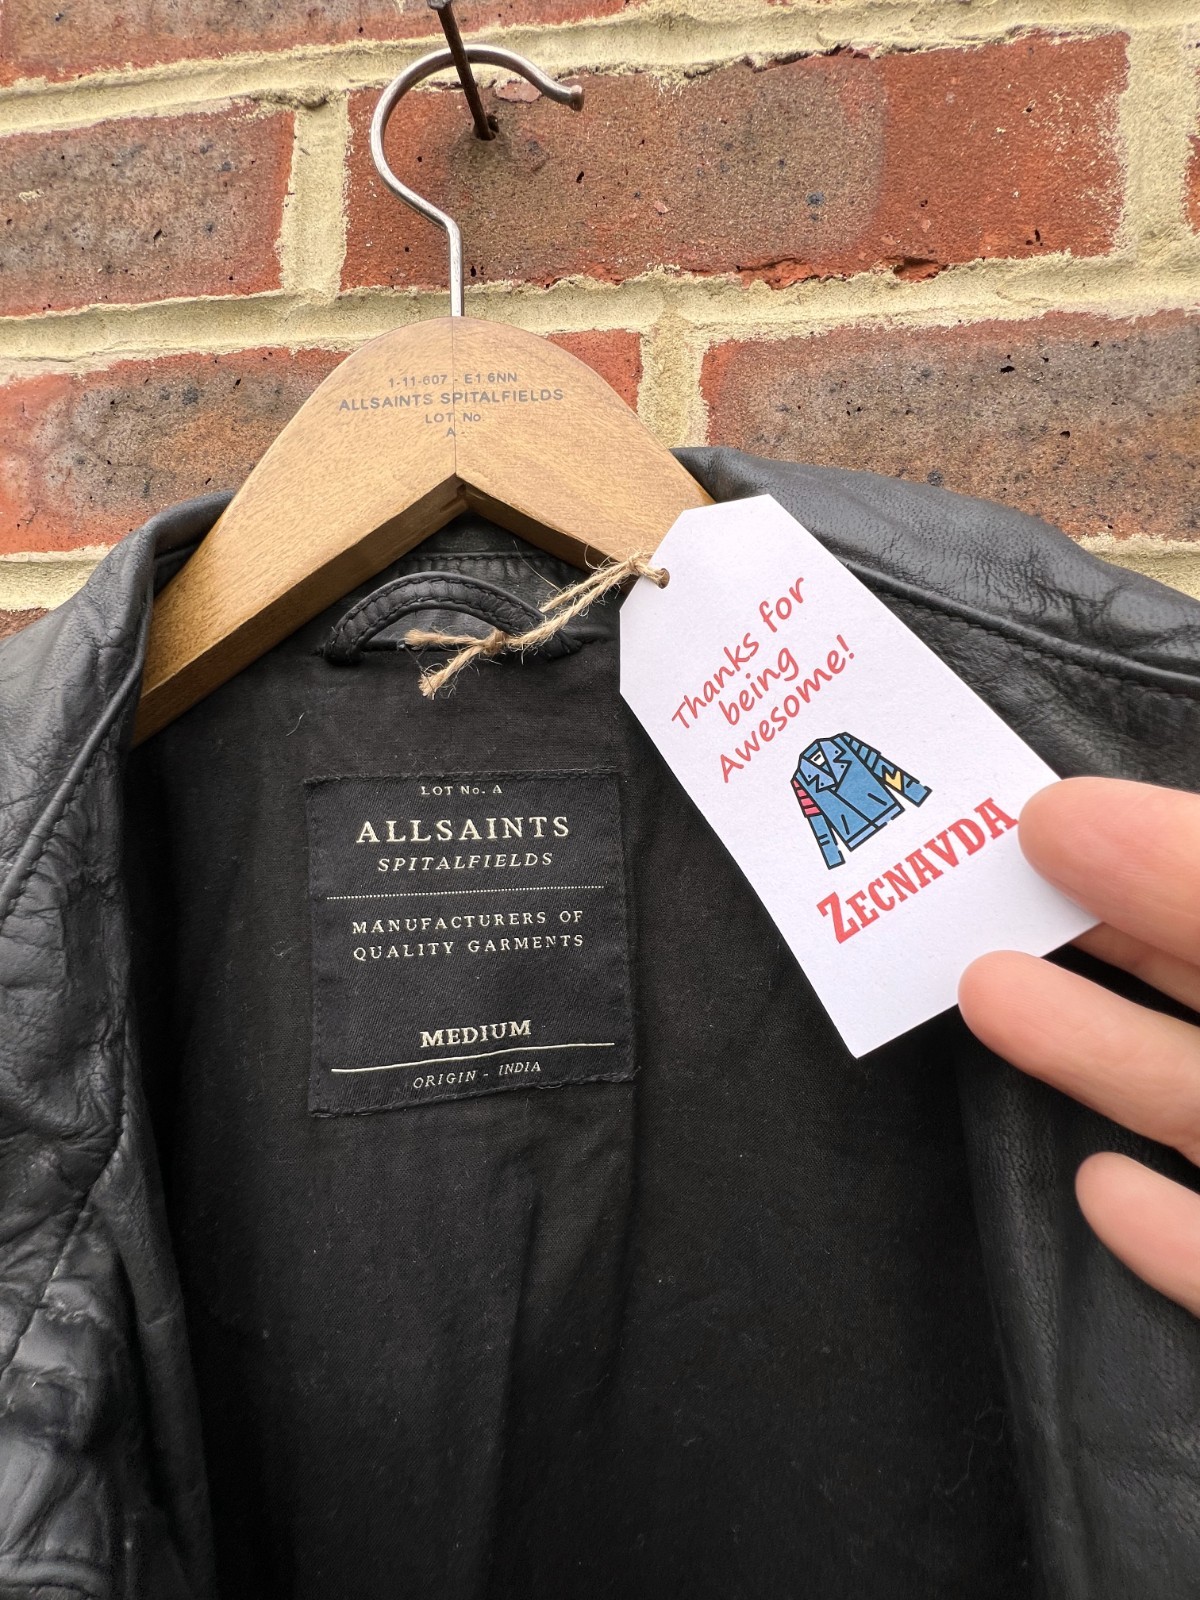 1-11-607 - E1 6NN
ALLSAINTS SPITALFIELDS
LOT No
A
Thanks for
being
Awesome!
ZECNAVDA
LOT No. A
ALLSAINTS
SPITALFIELDS
MANUFACTURERS OF
QUALITY GARMENTS
MEDIUM
ORIGIN - INDIA